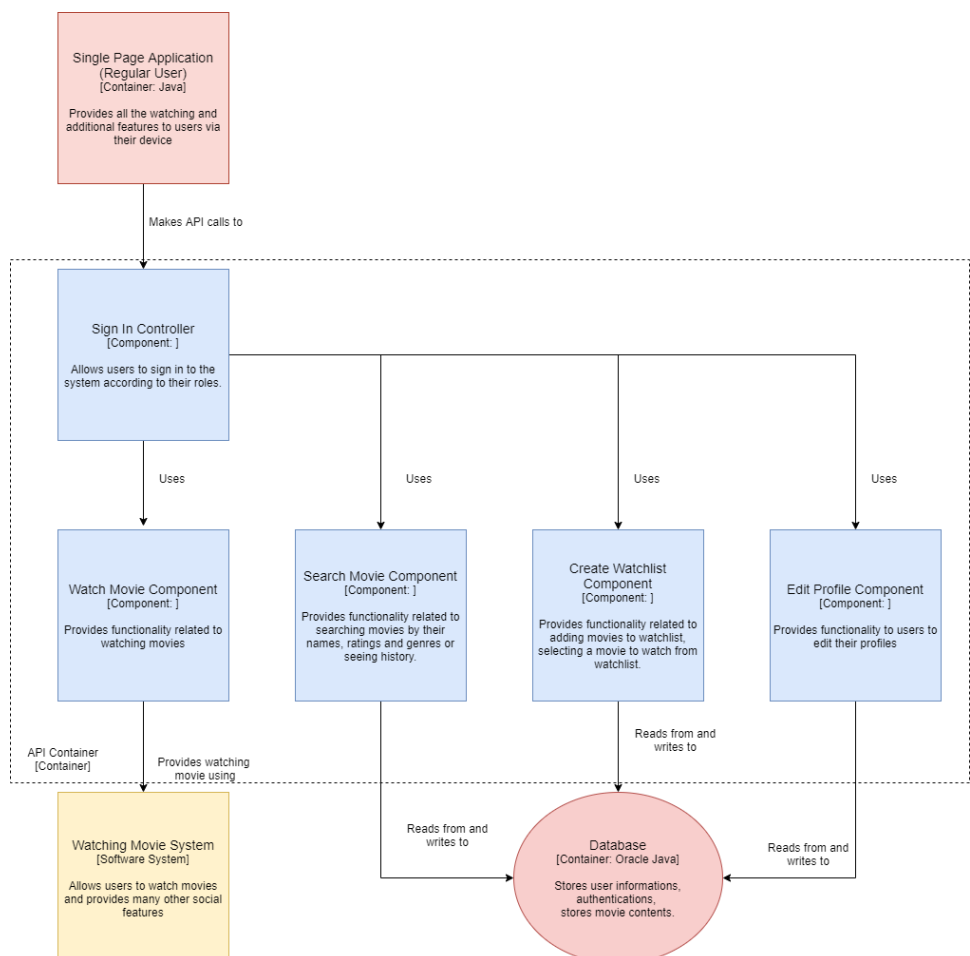 Single Page Application
(Regular User)
[Container: Java]
Provides all the watching and
additional features to users via
their device
Makes API calls to
Sign In Controller
[Component: ]
Allows users to sign in to the
system according to their roles.
Uses
Uses
Uses
Uses
Watch Movie Component
[Component: ]
Provides functionality related to
watching movies
Search Movie Component
[Component: ]
Provides functionality related to
searching movies by their
names, ratings and genres or
seeing history.
Create Watchlist
Component
[Component: ]
Provides functionality related to
adding movies to watchlist,
selecting a movie to watch from
watchlist.
Edit Profile Component
[Component: ]
Provides functionality to users to
edit their profiles
API Container
[Container]
Provides watching
movie using
Reads from and
writes to
Watching Movie System
[Software System]
Allows users to watch movies
and provides many other social
features
Reads from and
writes to
Database
[Container: Oracle Java]
Stores user informations,
authentications,
stores movie contents.
Reads from and
writes to